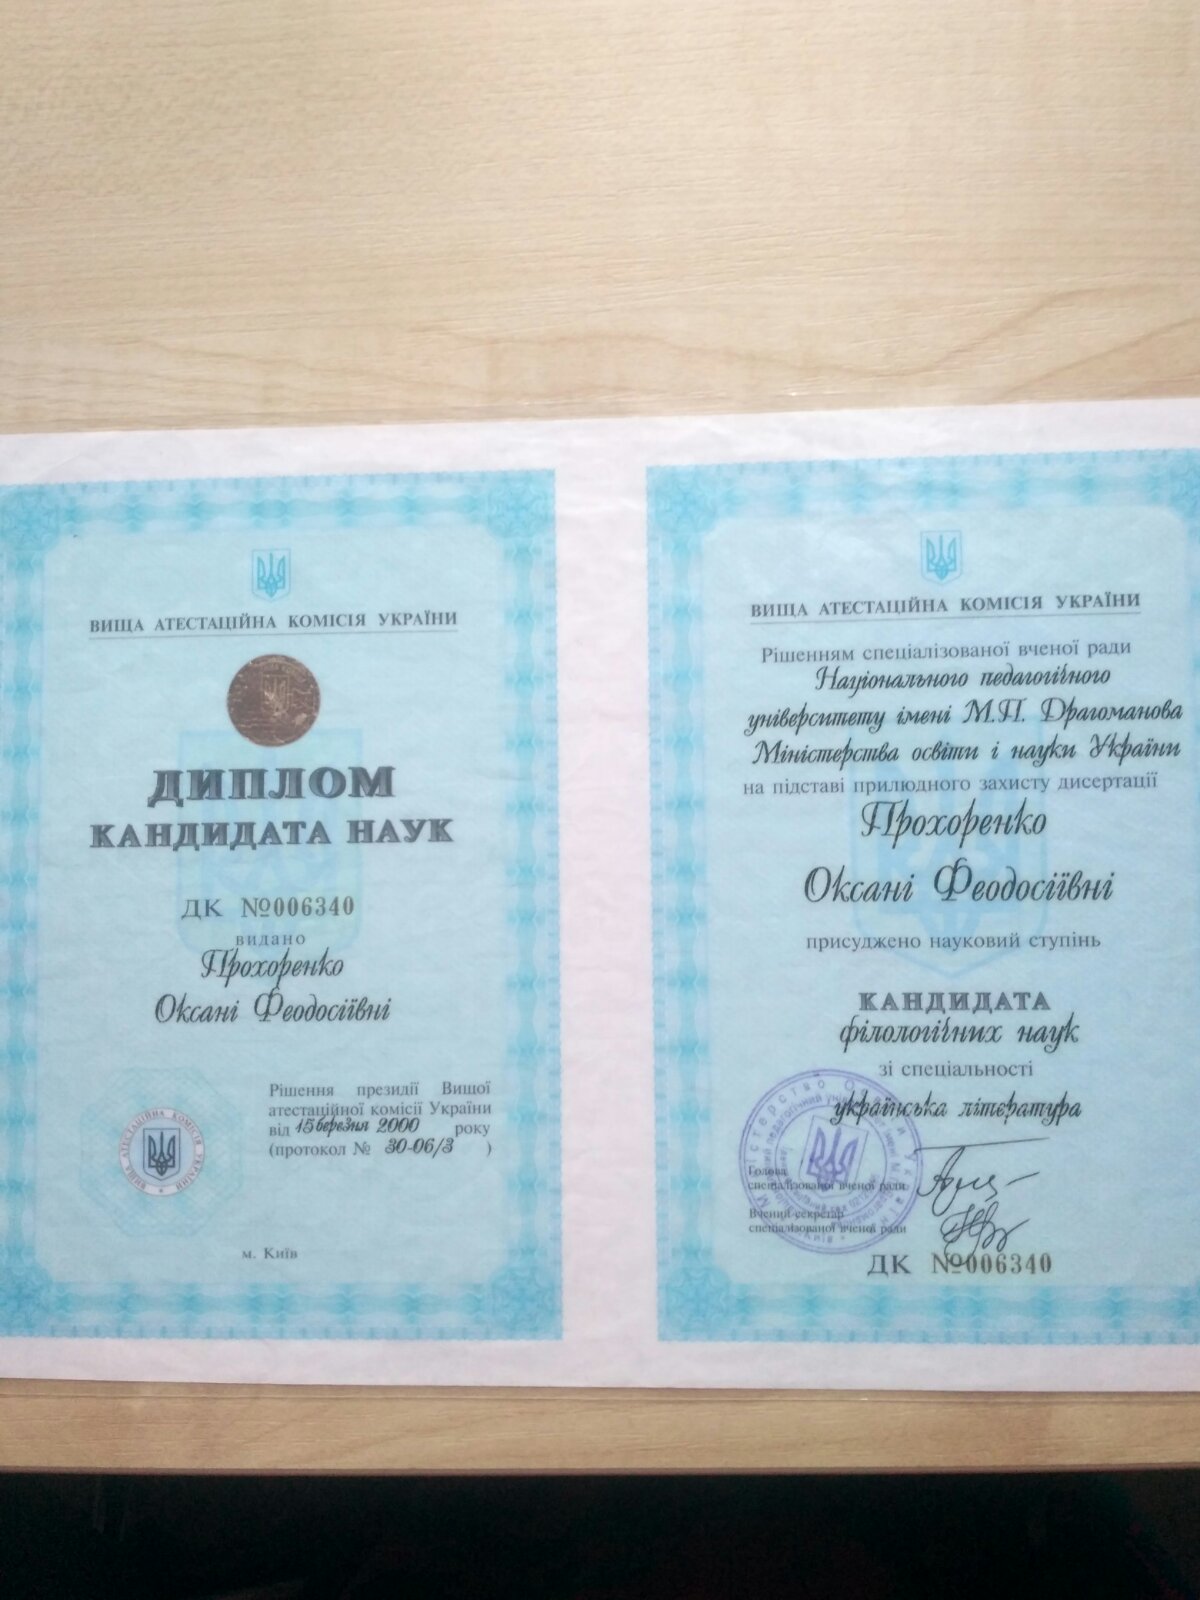 ВИЩА АТЕСТАЦІЙНА КОМІСІЯ УКРАЇНИ
ДИПЛОМ
КАНДИДАТА НАУК
ДК №006340
видано
Прохоренко
Оксані Феодосіївні
Рішення президії Вищої
атестаційної комісії України
від 15 березня 2000 року
(протокол № 30-06/3 )
ВИЩА АТЕСТАЦІЙНА КОМІСІЯ УКРАЇНИ
м. Київ
ВИЩА АТЕСТАЦІЙНА КОМІСІЯ УКРАЇНИ
Рішенням спеціалізованої вченої ради
Національного педагогічного
університету імені М.П. Драгоманова
Міністерства освіти і науки України
на підставі прилюдного захисту дисертації
Прохоренко
Оксані Феодосіївні
присуджено науковий ступінь
КАНДИДАТА
філологічних наук
зі спеціальності
українська література
Голова
спеціалізованої вченої ради
Вчений секретар
спеціалізованої вченої ради
ДК №006340